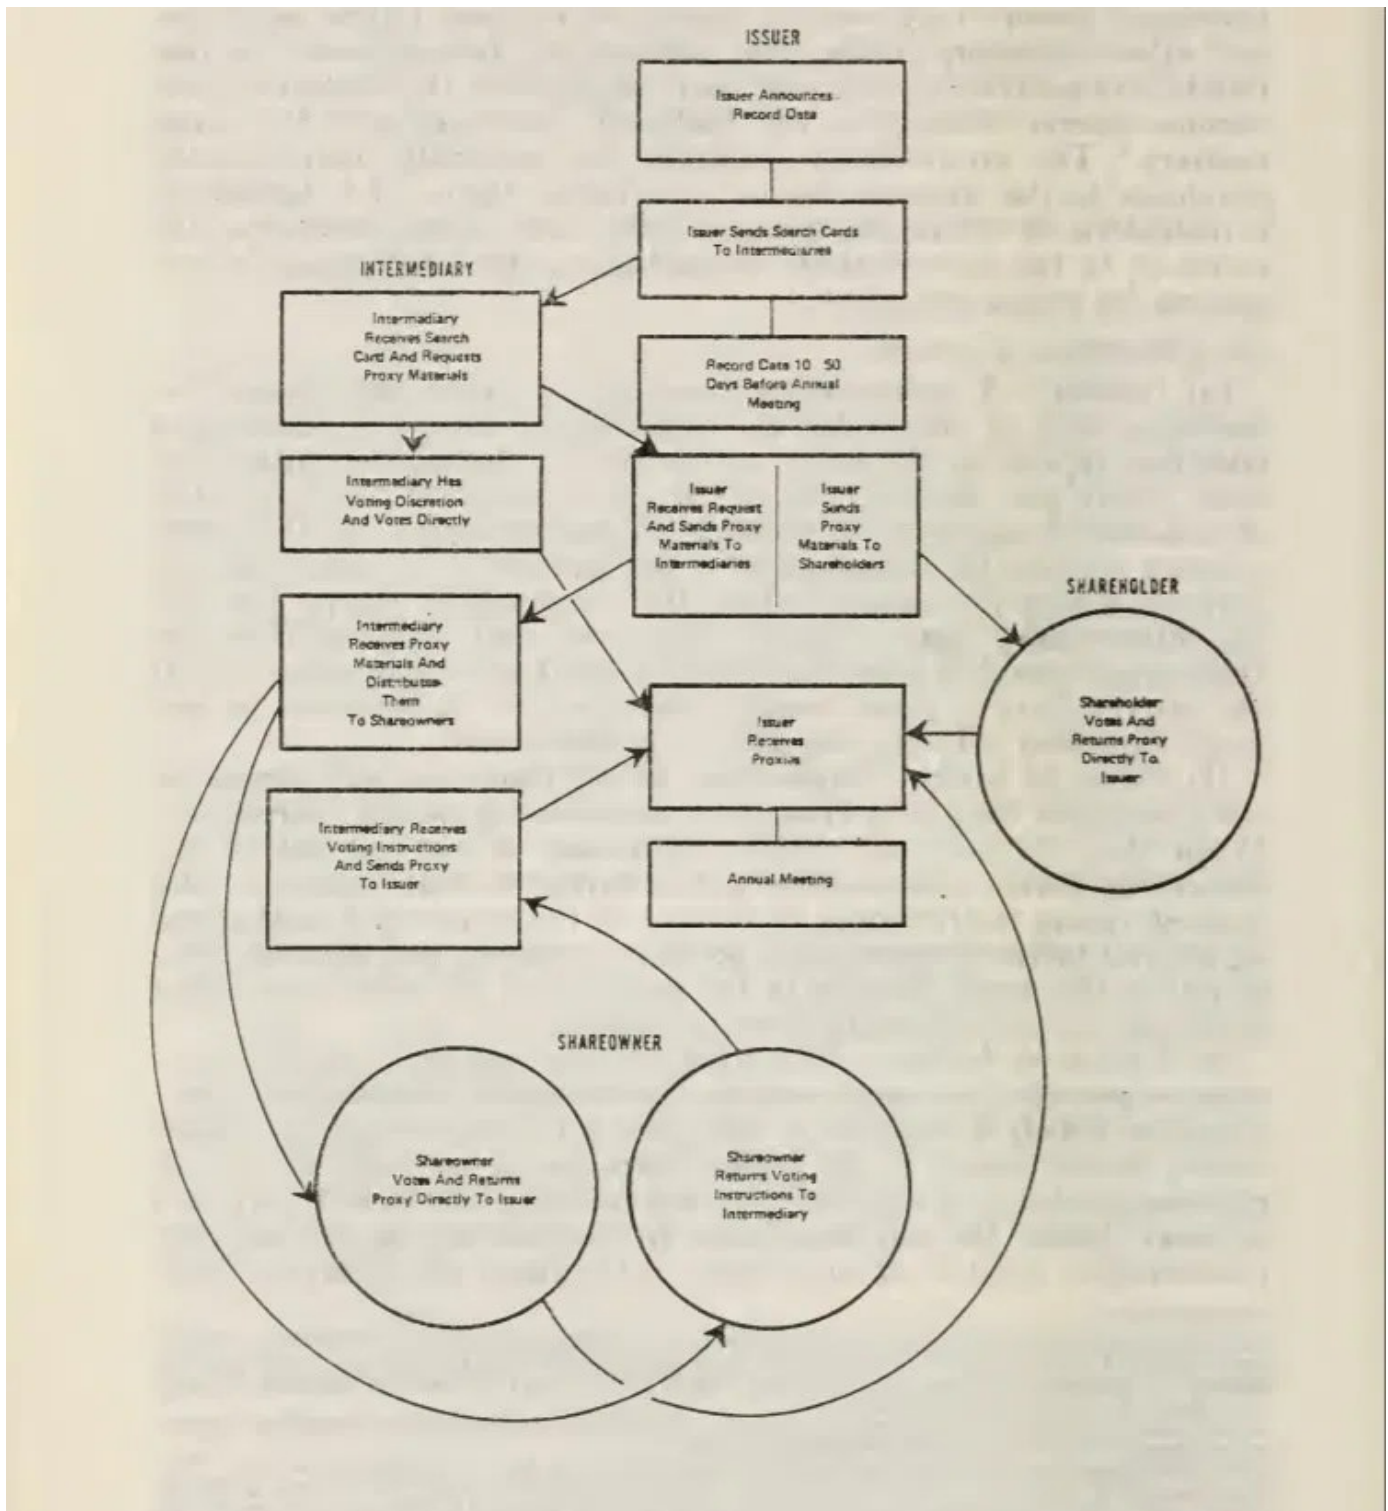 ISSUER
Issuer Announces
Record Date
Issuer Sends Search Cards
To Intermediaries
INTERMEDIARY
Intermediary
Receives Search
Card And Requests
Proxy Materials
Record Date 10 50
Days Before Annual
Meeting
Intermediary Has
Voting Discretion
And Votes Directly
Issuer
Receives Request
And Sends Proxy
Materials To
Intermediaries
Issuer
Sends
Proxy
Materials To
Shareholders
SHAREHOLDER
Intermediary
Receives Proxy
Materials And
Distributes
Them
To Shareowners
Issuer
Receives
Proxies
Shareholder
Votes And
Returns Proxy
Directly To
Issuer
Intermediary Receives
Voting Instructions
And Sends Proxy
To Issuer
Annual Meeting
SHAREOWNER
Shareowner
Votes And Returns
Proxy Directly To Issuer
Shareowner
Returns Voting
Instructions To
Intermediary